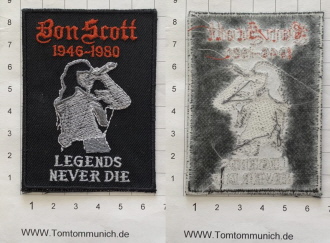 Bon Scott
1946-1980
LEGENDS
NEVER DIE
1 2 3 4 5 6
www.Tomtommunich.de
1 2 3 4 5 6 7
www.Tomtommunich.de